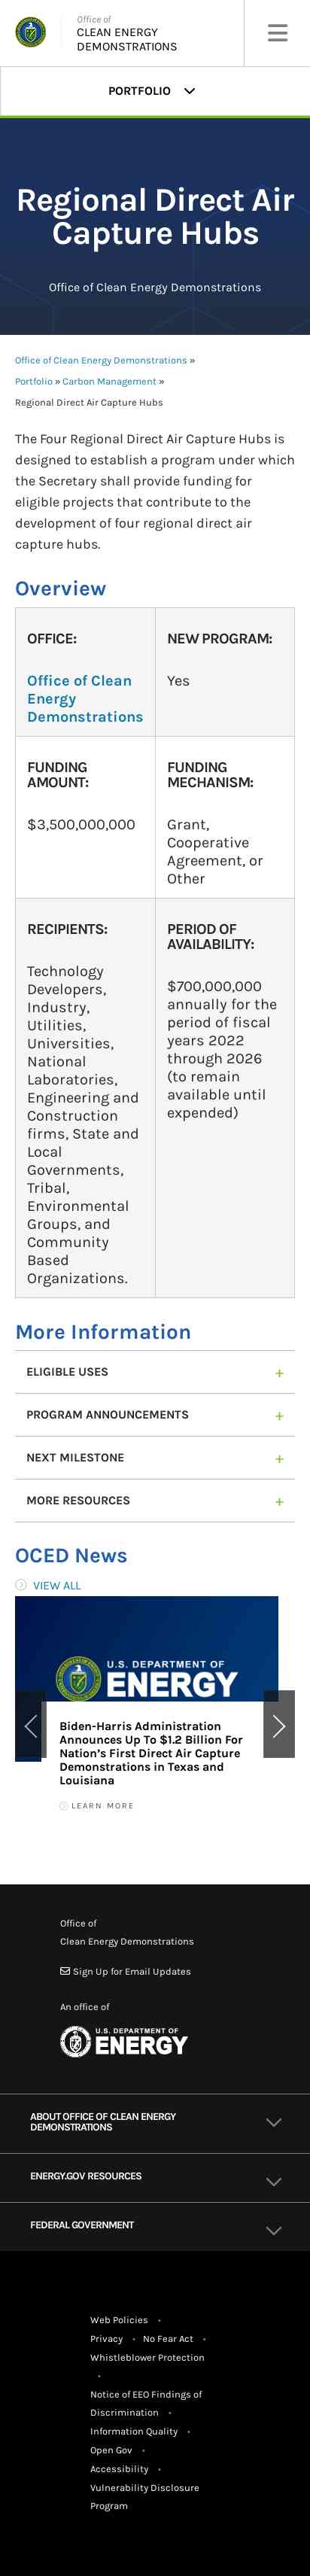 Office of
CLEAN ENERGY
DEMONSTRATIONS
PORTFOLIO
Regional Direct Air
Capture Hubs
Office of Clean Energy Demonstrations
Office of Clean Energy Demonstrations »
Portfolio » Carbon Management »
Regional Direct Air Capture Hubs
The Four Regional Direct Air Capture Hubs is
designed to establish a program under which
the Secretary shall provide funding for
eligible projects that contribute to the
development of four regional direct air
capture hubs.
Overview
OFFICE:
Office of Clean
Energy
Demonstrations
NEW PROGRAM:
Yes
FUNDING
AMOUNT:
$3,500,000,000
FUNDING
MECHANISM:
Grant,
Cooperative
Agreement, or
Other
RECIPIENTS:
Technology
Developers,
Industry,
Utilities,
Universities,
National
Laboratories,
Engineering and
Construction
firms, State and
Local
Governments,
Tribal,
Environmental
Groups, and
Community
Based
Organizations.
PERIOD OF
AVAILABILITY:
$700,000,000
annually for the
period of fiscal
years 2022
through 2026
(to remain
available until
expended)
More Information
ELIGIBLE USES +
PROGRAM ANNOUNCEMENTS +
NEXT MILESTONE +
MORE RESOURCES +
OCED News
VIEW ALL
U.S. DEPARTMENT OF
ENERGY
Biden-Harris Administration
Announces Up To $1.2 Billion For
Nation’s First Direct Air Capture
Demonstrations in Texas and
Louisiana
LEARN MORE
Office of
Clean Energy Demonstrations
Sign Up for Email Updates
An office of
U.S. DEPARTMENT OF
ENERGY
ABOUT OFFICE OF CLEAN ENERGY
DEMONSTRATIONS
ENERGY.GOV RESOURCES
FEDERAL GOVERNMENT
Web Policies •
Privacy • No Fear Act •
Whistleblower Protection
•
Notice of EEO Findings of
Discrimination •
Information Quality •
Open Gov •
Accessibility •
Vulnerability Disclosure
Program